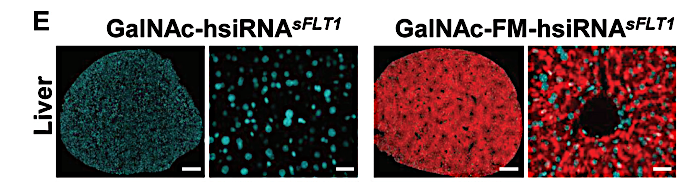 E
GalNAc-hsiRNAsFLT1
GalNAc-FM-hsiRNAsFLT1
Liver